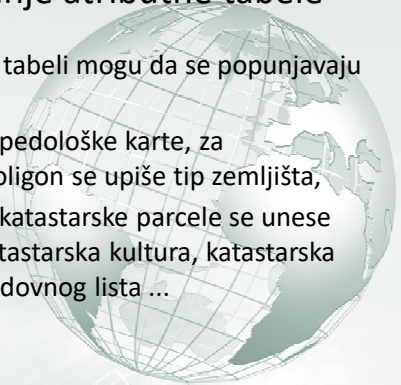 nje atributne tabele
tabeli mogu da se popunjavaju
pedološke karte, za
oligon se upiše tip zemljišta,
katastarske parcele se unese
tastarska kultura, katastarska
dovnog lista ...